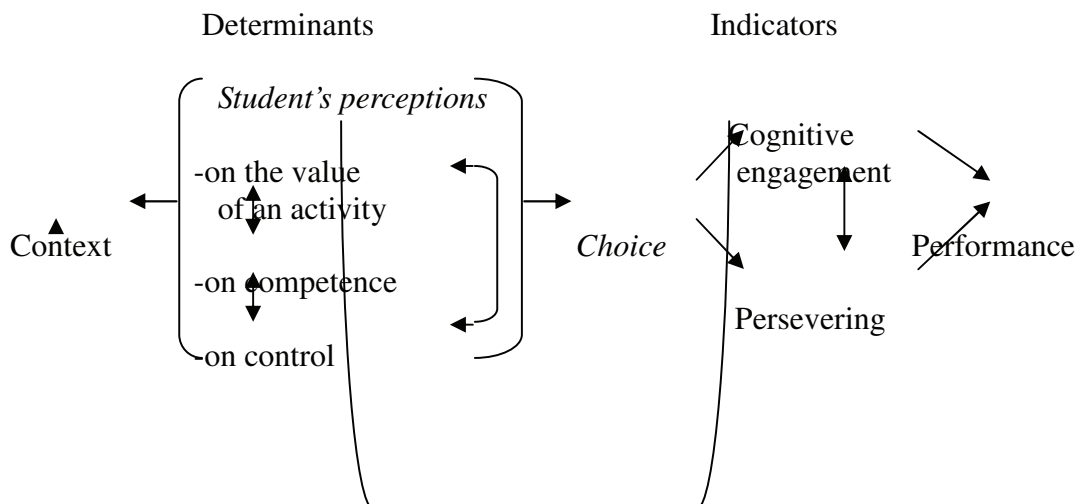 Determinants
Indicators
Student's perceptions
-on the value
of an activity
-on competence
-on control
Context
Choice
Cognitive
engagement
Persevering
Performance